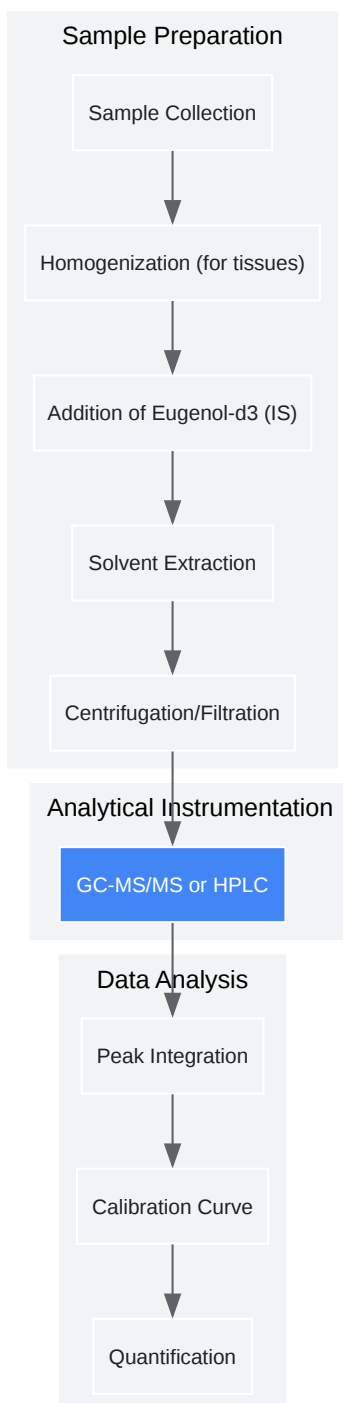 Sample Preparation
Sample Collection
Homogenization (for tissues)
Addition of Eugenol-d3 (IS)
Solvent Extraction
Centrifugation/Filtration
Analytical Instrumentation
GC-MS/MS or HPLC
Data Analysis
Peak Integration
Calibration Curve
Quantification